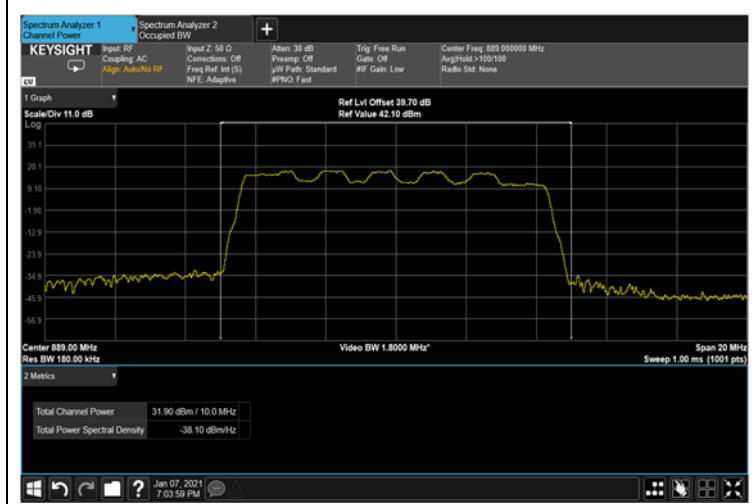 Spectrum Analyzer 1
Channel Power
Spectrum Analyzer 2
Occupied BW
KEYSIGHT
Input: RF
Coupling: AC
Align: Auto/No RF
Input Z: 50 Ω
Corrections: Off
Freq Ref: Int (S)
NFE: Adaptive
Atten: 30 dB
Preamp: Off
µW Path: Standard
#PNO: Fast
Trig: Free Run
Gate: Off
#IF Gain: Low
Center Freq: 889.000000 MHz
Avg|Hold:>100/100
Radio Std: None
LXI
1 Graph
Scale/Div 11.0 dB
Ref Lvl Offset 39.70 dB
Ref Value 42.10 dBm
Log
31.1
20.1
9.10
-1.90
-12.9
-23.9
-34.9
-45.9
-56.9
Center 889.00 MHz
Res BW 180.00 kHz
Video BW 1.8000 MHz*
Span 20 MHz
Sweep 1.00 ms (1001 pts)
2 Metrics
Total Channel Power 31.90 dBm / 10.0 MHz
Total Power Spectral Density -38.10 dBm/Hz
Jan 07, 2021
7:03:59 PM